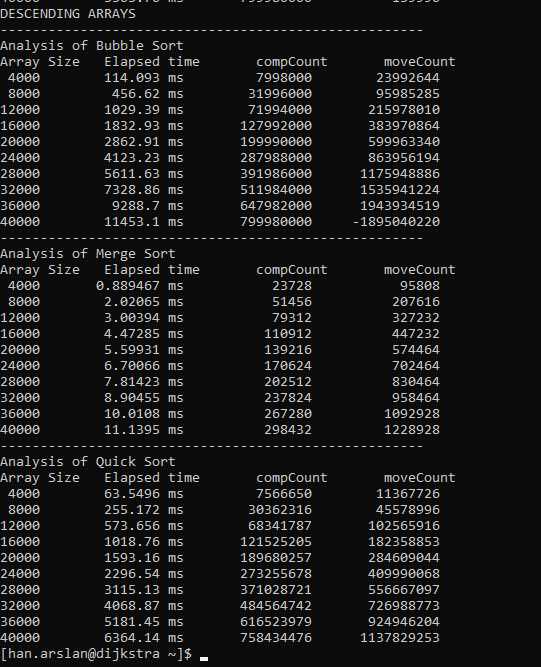 DESCENDING ARRAYS
-----------------------------------------------------
Analysis of Bubble Sort
Array Size   Elapsed time       compCount       moveCount
 4000        114.093 ms          7998000        23992644
 8000         456.62 ms         31996000        95985285
12000        1029.39 ms         71994000       215978010
16000        1832.93 ms        127992000       383970864
20000        2862.91 ms        199990000       599963340
24000        4123.23 ms        287988000       863956194
28000        5611.63 ms        391986000      1175948886
32000        7328.86 ms        511984000      1535941224
36000         9288.7 ms        647982000      1943934519
40000        11453.1 ms        799980000     -1895040220
-----------------------------------------------------
Analysis of Merge Sort
Array Size   Elapsed time       compCount       moveCount
 4000       0.889467 ms            23728           95808
 8000        2.02065 ms            51456          207616
12000        3.00394 ms            79312          327232
16000        4.47285 ms           110912          447232
20000        5.59931 ms           139216          574464
24000        6.70066 ms           170624          702464
28000        7.81423 ms           202512          830464
32000        8.90455 ms           237824          958464
36000        10.0108 ms           267280         1092928
40000        11.1395 ms           298432         1228928
-----------------------------------------------------
Analysis of Quick Sort
Array Size   Elapsed time       compCount       moveCount
 4000        63.5496 ms          7566650        11367726
 8000        255.172 ms         30362316        45578996
12000        573.656 ms         68341787       102565916
16000        1018.76 ms        121525205       182358853
20000        1593.16 ms        189680257       284609044
24000        2296.54 ms        273255678       409990068
28000        3115.13 ms        371028721       556667097
32000        4068.87 ms        484564742       726988773
36000        5181.45 ms        616523979       924946204
40000        6364.14 ms        758434476      1137829253
[han.arslan@dijkstra ~]$